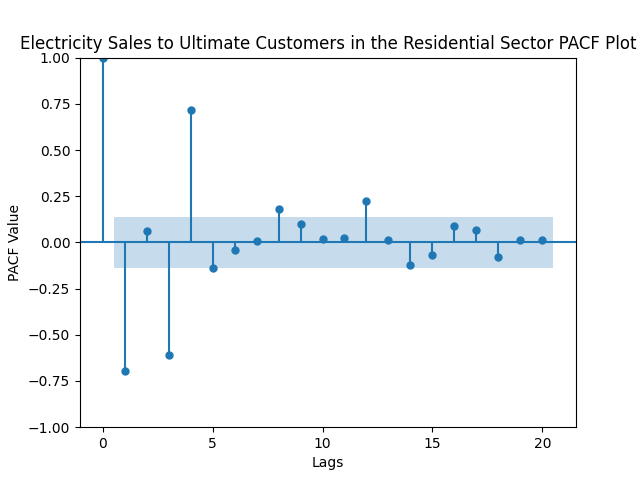 Electricity Sales to Ultimate Customers in the Residential Sector PACF Plot
1.00
0.75
0.50
0.25
0.00
−0.25
−0.50
−0.75
−1.00
PACF Value
0 5 10 15 20
Lags